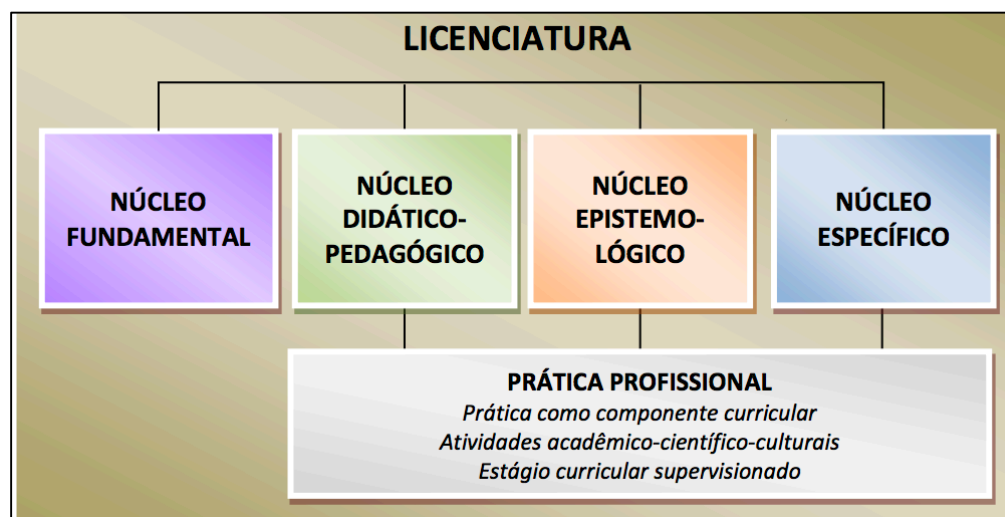 LICENCIATURA
NÚCLEO
FUNDAMENTAL
NÚCLEO
DIDÁTICO-
PEDAGÓGICO
NÚCLEO
EPISTEMO-
LÓGICO
NÚCLEO
ESPECÍFICO
PRÁTICA PROFISSIONAL
Prática como componente curricular
Atividades acadêmico-científico-culturais
Estágio curricular supervisionado